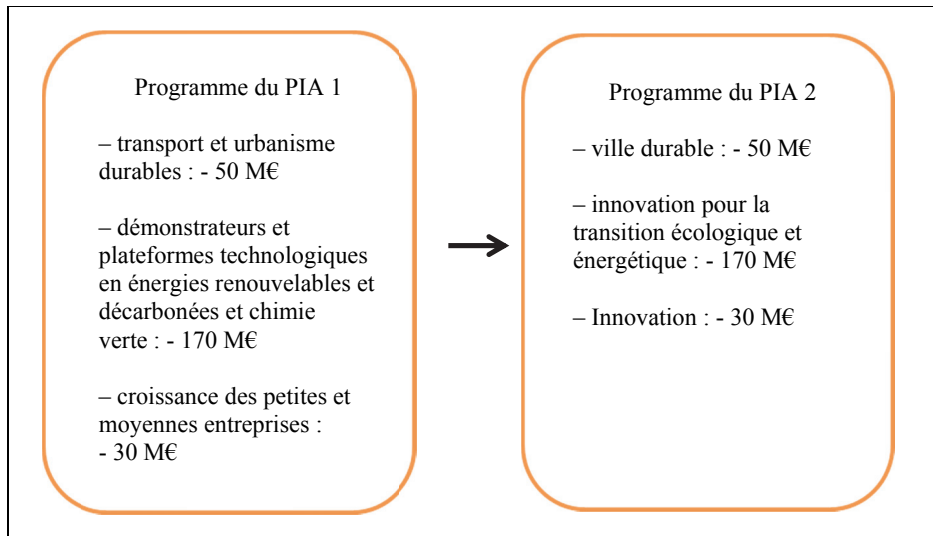 Programme du PIA 1
– transport et urbanisme
durables : - 50 M€
– démonstrateurs et
plateformes technologiques
en énergies renouvelables et
décarbonées et chimie
verte : - 170 M€
– croissance des petites et
moyennes entreprises :
- 30 M€
Programme du PIA 2
– ville durable : - 50 M€
– innovation pour la
transition écologique et
énergétique : - 170 M€
– Innovation : - 30 M€